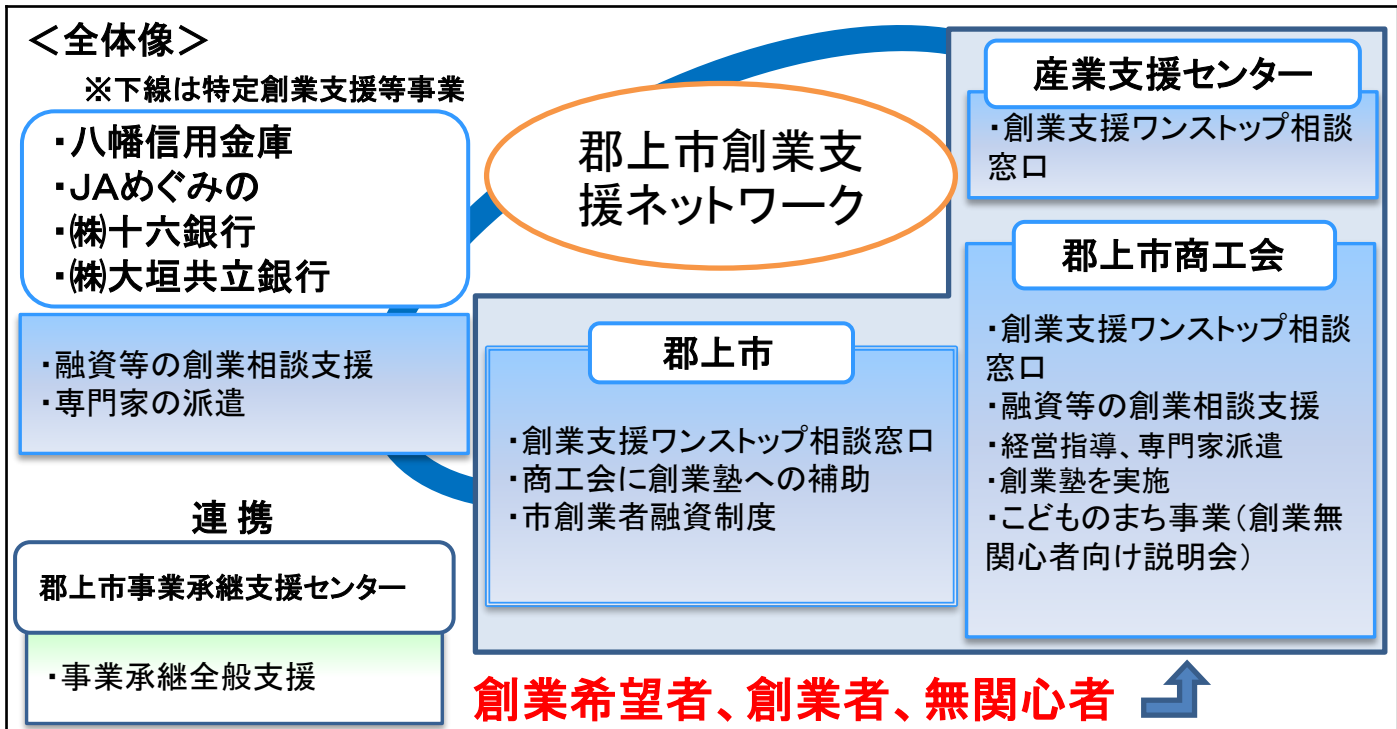 ＜全体像＞
※下線は特定創業支援等事業
・八幡信用金庫
・JAめぐみの
・㈱十六銀行
・㈱大垣共立銀行
・融資等の創業相談支援
・専門家の派遣
連 携
郡上市事業承継支援センター
・事業承継全般支援
郡上市創業支
援ネットワーク
郡上市
・創業支援ワンストップ相談窓口
・商工会に創業塾への補助
・市創業者融資制度
産業支援センター
・創業支援ワンストップ相談
窓口
郡上市商工会
・創業支援ワンストップ相談
窓口
・融資等の創業相談支援
・経営指導、専門家派遣
・創業塾を実施
・こどものまち事業（創業無
関心者向け説明会）
創業希望者、創業者、無関心者